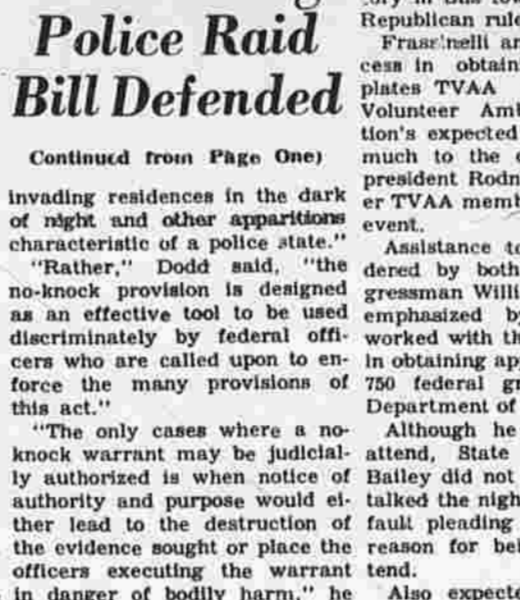 Police Raid
Bill Defended
Continued from Page One)
invading residences in the dark
of night and other apparitions
characteristic of a police state."
"Rather," Dodd said, "the
no-knock provision is designed
as an effective tool to be used
discriminately by federal offi-
cers who are called upon to en-
force the many provisions of
this act."
"The only cases where a no-
knock warrant may be judicial-
ly authorized is when notice of
authority and purpose would ei-
ther lead to the destruction of
the evidence sought or place the
officers executing the warrant
in danger of bodily harm," he
Republican rule
Frassinelli
cess in obtain
plates TVAA
Volunteer Amb
tion's expected
much to the
president Rodn
er TVAA memb
event.
Assistance
dered by both
gressman Willi
emphasized
worked with th
in obtaining ap
750 federal gr
Department of
Although he
attend, State
Bailey did not
talked the nigh
fault pleading
reason for bei
tend.
Also expecte